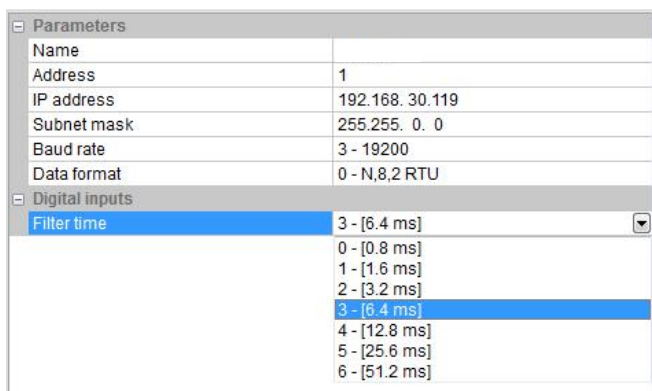 Parameters
Name
Address 1
IP address 192.168. 30.119
Subnet mask 255.255. 0. 0
Baud rate 3 - 19200
Data format 0 - N,8,2 RTU
Digital inputs
Filter time 3 - [6.4 ms]
0 - [0.8 ms]
1 - [1.6 ms]
2 - [3.2 ms]
3 - [6.4 ms]
4 - [12.8 ms]
5 - [25.6 ms]
6 - [51.2 ms]